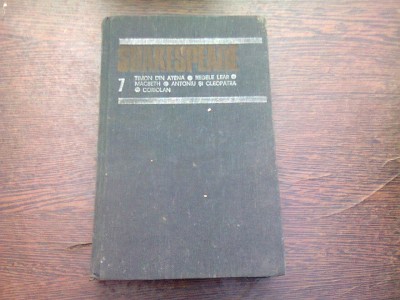 SHAKESPEARE
7 TIMON DIN ATENA • REGELE LEAR •
MACBETH • ANTONIU ȘI CLEOPATRA
• CORIOLAN